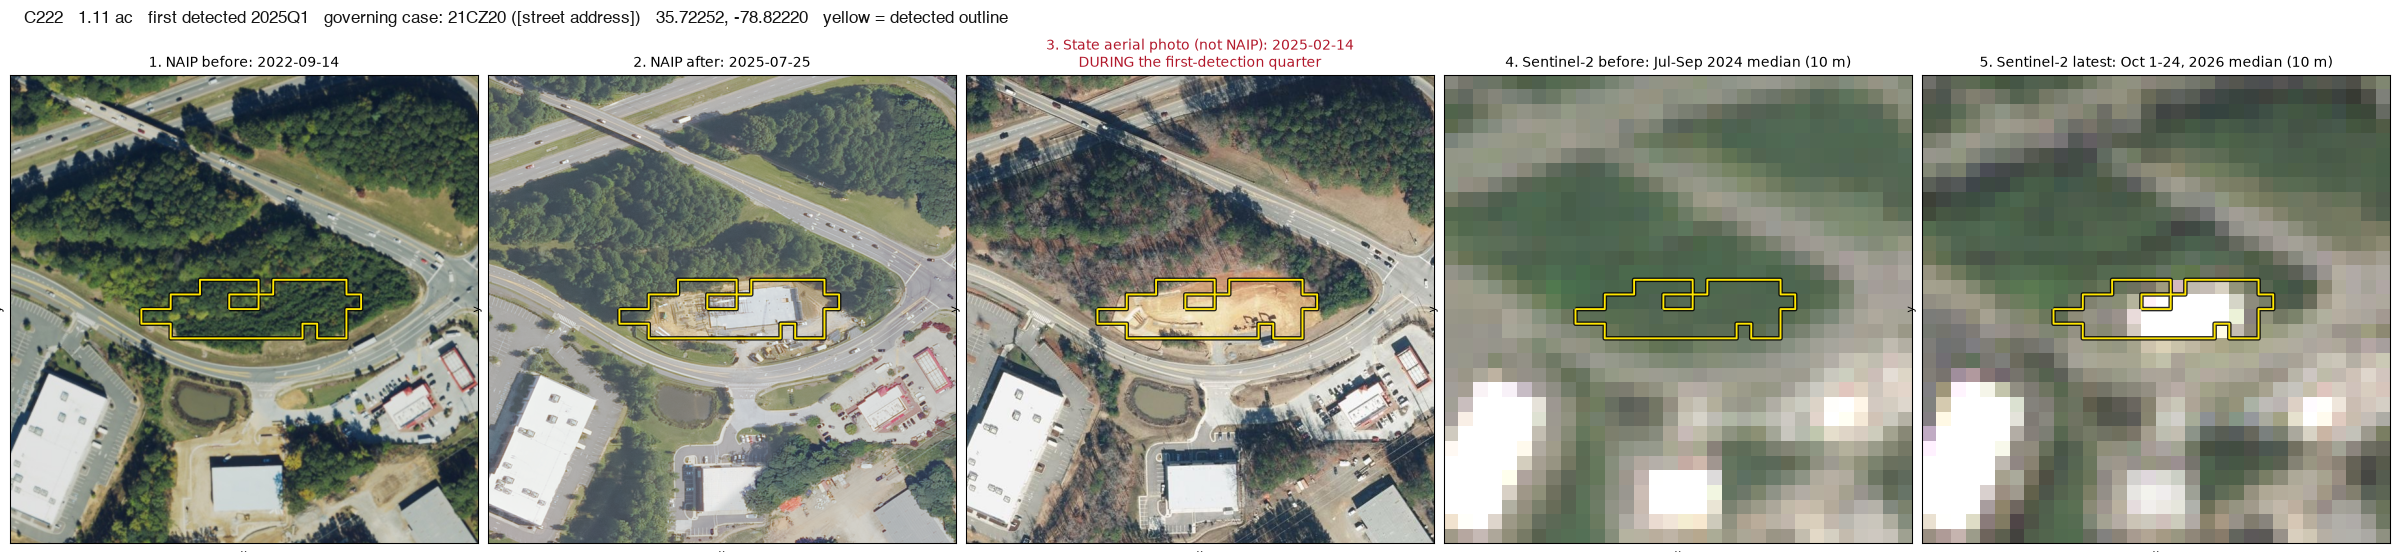 C222   1.11 ac   first detected 2025Q1   governing case: 21CZ20 ([street address])   35.72252, -78.82220   yellow = detected outline
1. NAIP before: 2022-09-14
2. NAIP after: 2025-07-25
3. State aerial photo (not NAIP): 2025-02-14
DURING the first-detection quarter
4. Sentinel-2 before: Jul-Sep 2024 median (10 m)
5. Sentinel-2 latest: Oct 1-24, 2026 median (10 m)